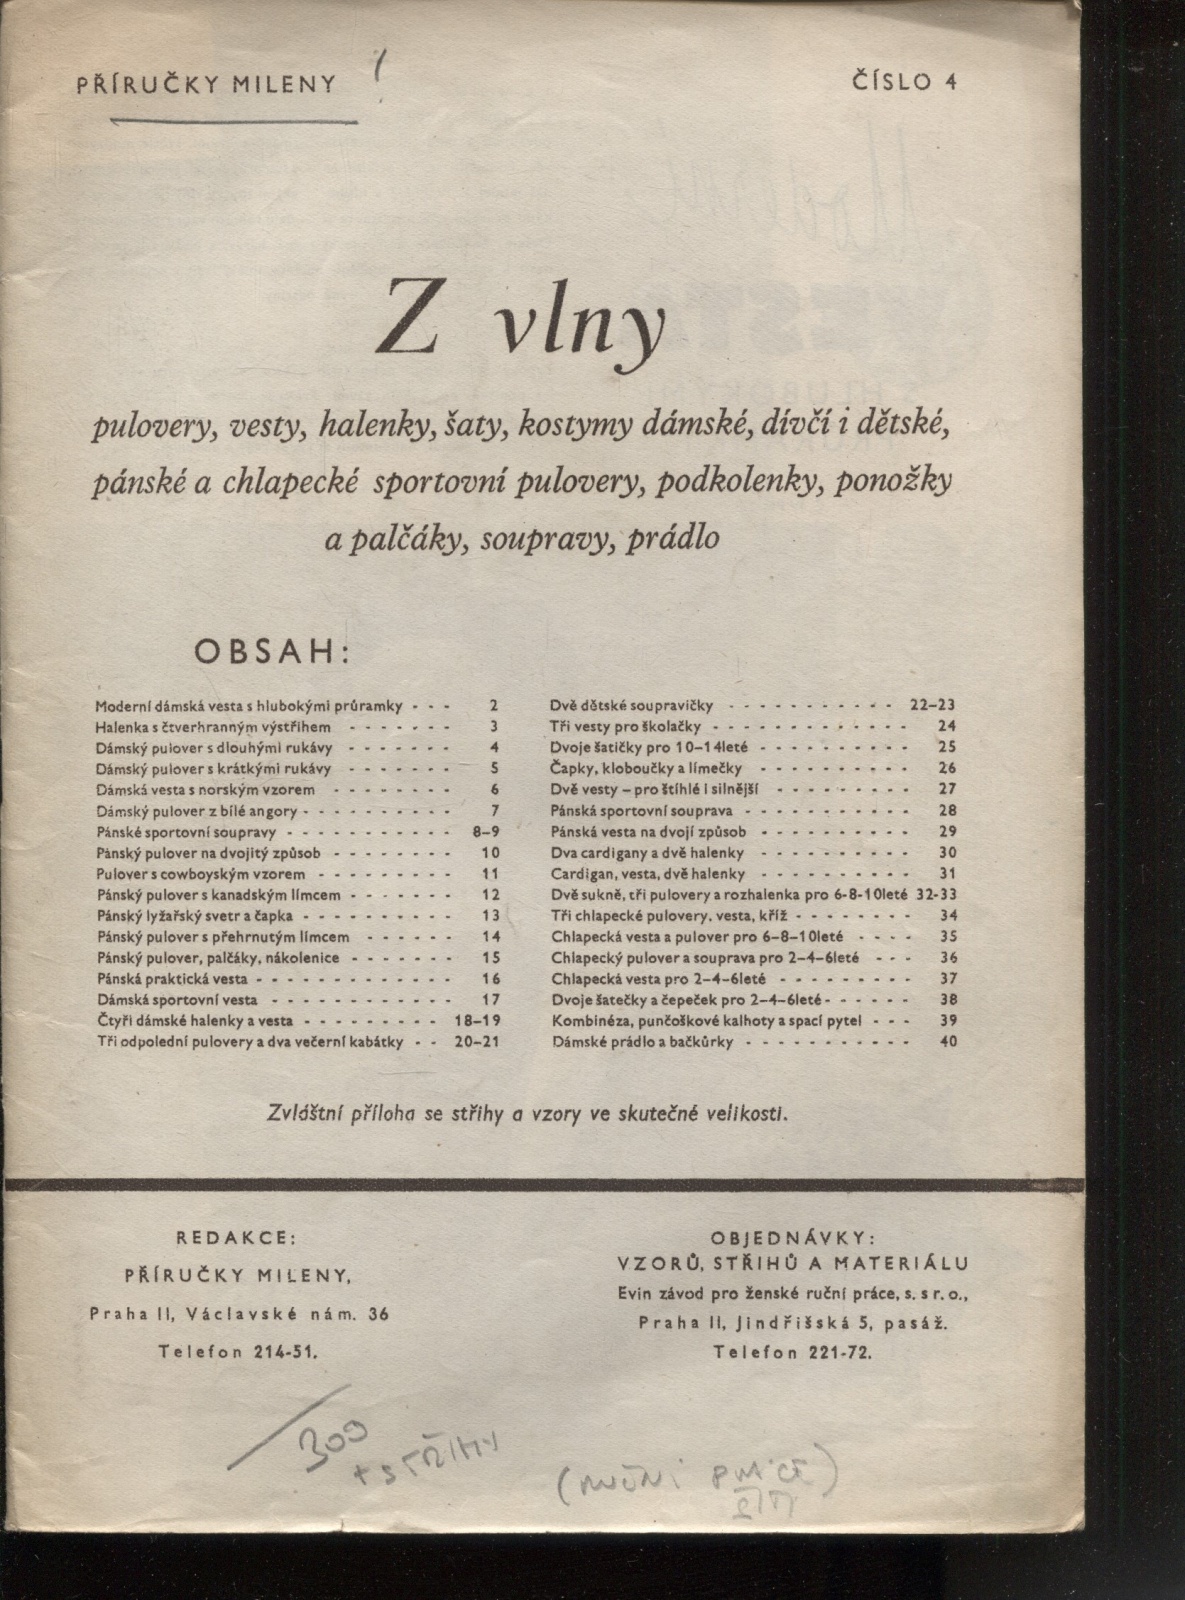 PŘÍRUČKY MILENY
ČÍSLO 4
Z vlny
pulovery, vesty, halenky, šaty, kostymy dámské, dívčí i dětské,
pánské a chlapecké sportovní pulovery, podkolenky, ponožky
a palčáky, soupravy, prádlo
OBSAH:
Moderní dámská vesta s hlubokými průramky - - - 2
Halenka s čtverhranným výstřihem - - - - - - - 3
Dámský pulover s dlouhými rukávy - - - - - - - 4
Dámský pulover s krátkými rukávy - - - - - - - 5
Dámská vesta s norským vzorem - - - - - - - - 6
Dámský pulover z bílé angory - - - - - - - - - - 7
Pánské sportovní soupravy - - - - - - - - - - - 8–9
Pánský pulover na dvojitý způsob - - - - - - - - 10
Pulover s cowboyským vzorem - - - - - - - - - 11
Pánský pulover s kanadským límcem - - - - - - - 12
Pánský lyžařský svetr a čapka - - - - - - - - - - 13
Pánský pulover s přehrnutým límcem - - - - - - 14
Pánský pulover, palčáky, nákolenice - - - - - - - 15
Pánská praktická vesta - - - - - - - - - - - - - 16
Dámská sportovní vesta - - - - - - - - - - - - 17
Čtyři dámské halenky a vesta - - - - - - - - - 18–19
Tři odpolední pulovery a dva večerní kabátky - - 20–21
Dvě dětské soupravičky - - - - - - - - - - - 22–23
Tři vesty pro školačky - - - - - - - - - - - - 24
Dvoje šatičky pro 10–14leté - - - - - - - - - 25
Čapky, kloboučky a límečky - - - - - - - - - 26
Dvě vesty – pro štíhlé i silnější - - - - - - - - 27
Pánská sportovní souprava - - - - - - - - - - 28
Pánská vesta na dvojí způsob - - - - - - - - - 29
Dva cardigany a dvě halenky - - - - - - - - - 30
Cardigan, vesta, dvě halenky - - - - - - - - - 31
Dvě sukně, tři pulovery a rozhalenka pro 6-8-10leté 32-33
Tři chlapecké pulovery, vesta, kříž - - - - - - - 34
Chlapecká vesta a pulover pro 6–8–10leté - - - - 35
Chlapecký pulover a souprava pro 2–4–6leté - - - 36
Chlapecká vesta pro 2–4–6leté - - - - - - - - 37
Dvoje šatečky a čepeček pro 2–4–6leté - - - - - - 38
Kombinéza, punčoškové kalhoty a spací pytel - - - 39
Dámské prádlo a bačkůrky - - - - - - - - - - - 40
Zvláštní příloha se střihy a vzory ve skutečné velikosti.
REDAKCE:
PŘÍRUČKY MILENY,
Praha II, Václavské nám. 36
Telefon 214-51.
OBJEDNÁVKY:
VZORŮ, STŘIHŮ A MATERIÁLU
Evin závod pro ženské ruční práce, s. s r. o.,
Praha II, Jindřišská 5, pasáž.
Telefon 221-72.
300
+ STŘIHY
(RUČNÍ PRÁCE)